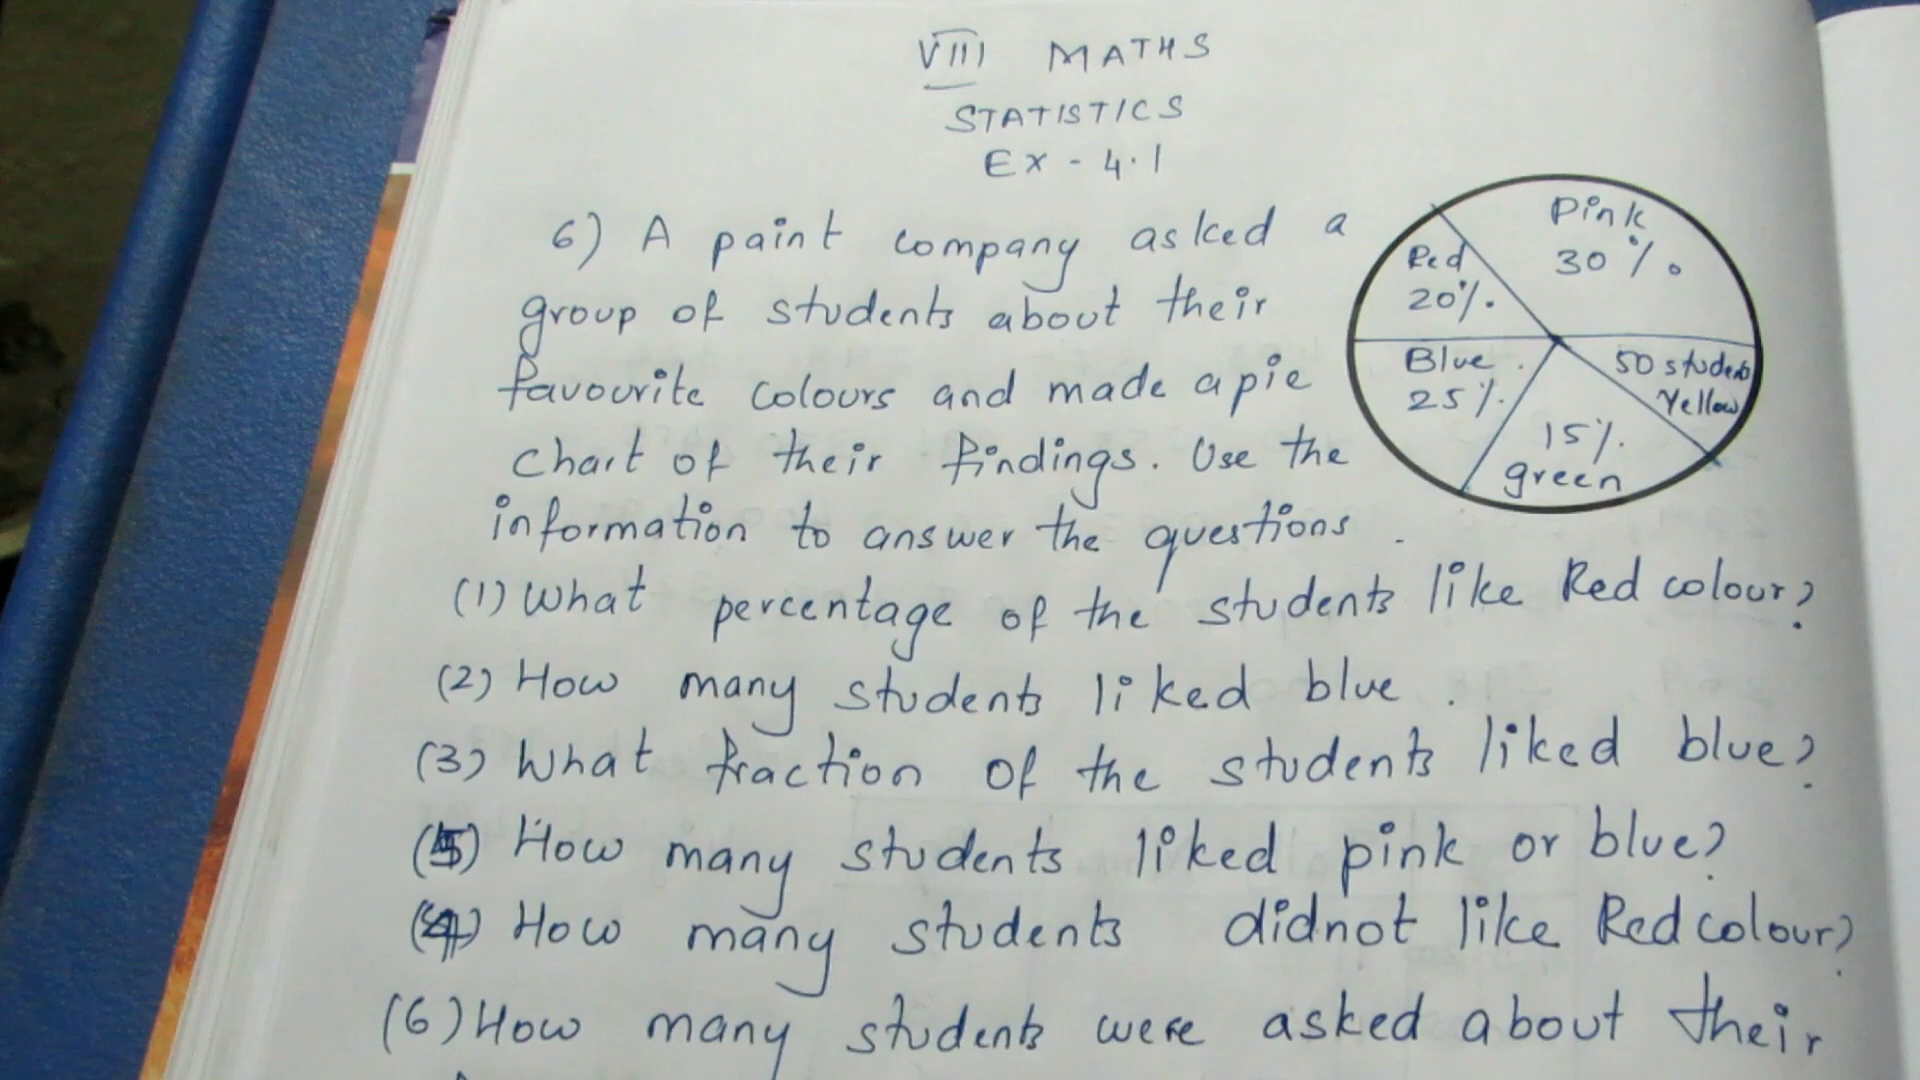 VIII MATHS
STATISTICS
Ex - 4.1
6) A paint company asked a
group of students about their
favourite colours and made a pie
chart of their findings. Use the
information to answer the questions.
Pink
30%
Red
20%
Blue
25%
50 students
Yellow
15%
green
(1) What percentage of the students like Red colour?
(2) How many students liked blue.
(3) What fraction of the students liked blue?
(5) How many students liked pink or blue?
(4) How many students didnot like Red colour?
(6) How many students were asked about their